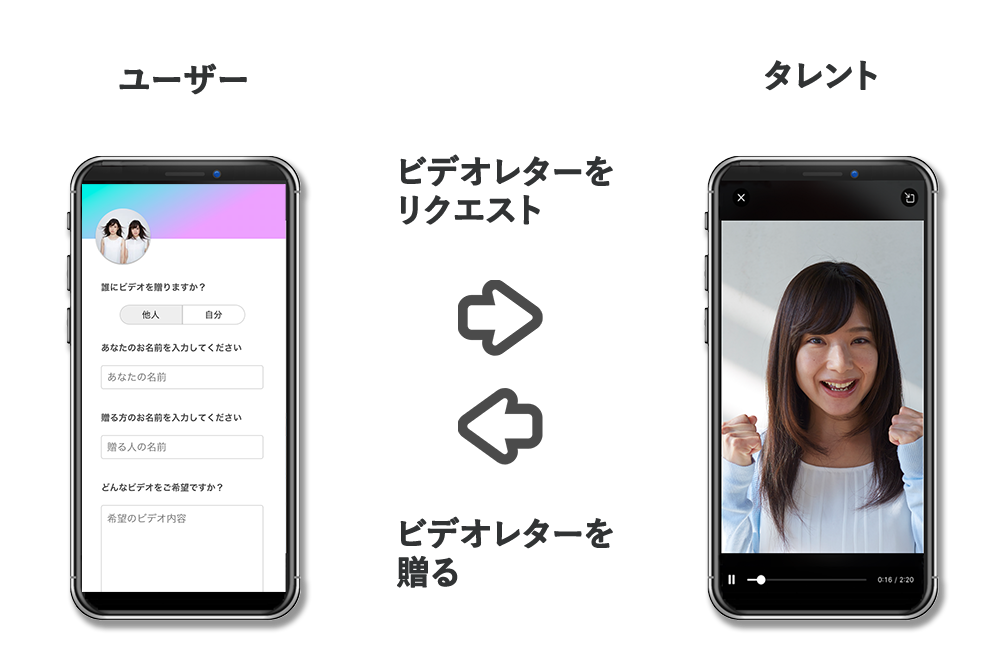 ユーザー
タレント
ビデオレターを
リクエスト
誰にビデオを贈りますか？
他人
自分
あなたのお名前を入力してください
あなたの名前
贈る方のお名前を入力してください
贈る人の名前
どんなビデオをご希望ですか？
希望のビデオ内容
ビデオレターを
贈る
0:16 / 2:20